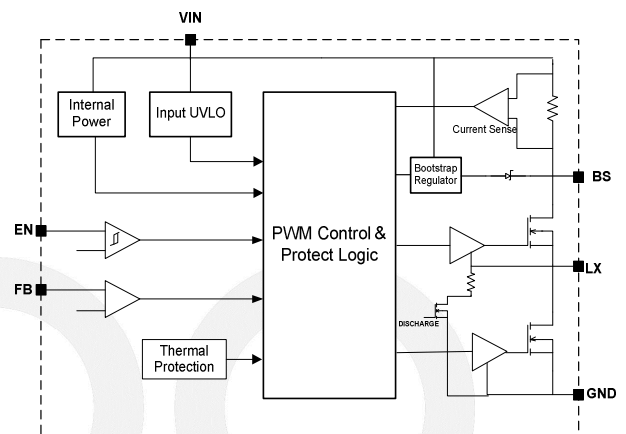 VIN
Internal
Power
Input UVLO
Current Sense
Bootstrap
Regulator
BS
EN
PWM Control &
Protect Logic
LX
FB
DISCHARGE
Thermal
Protection
GND